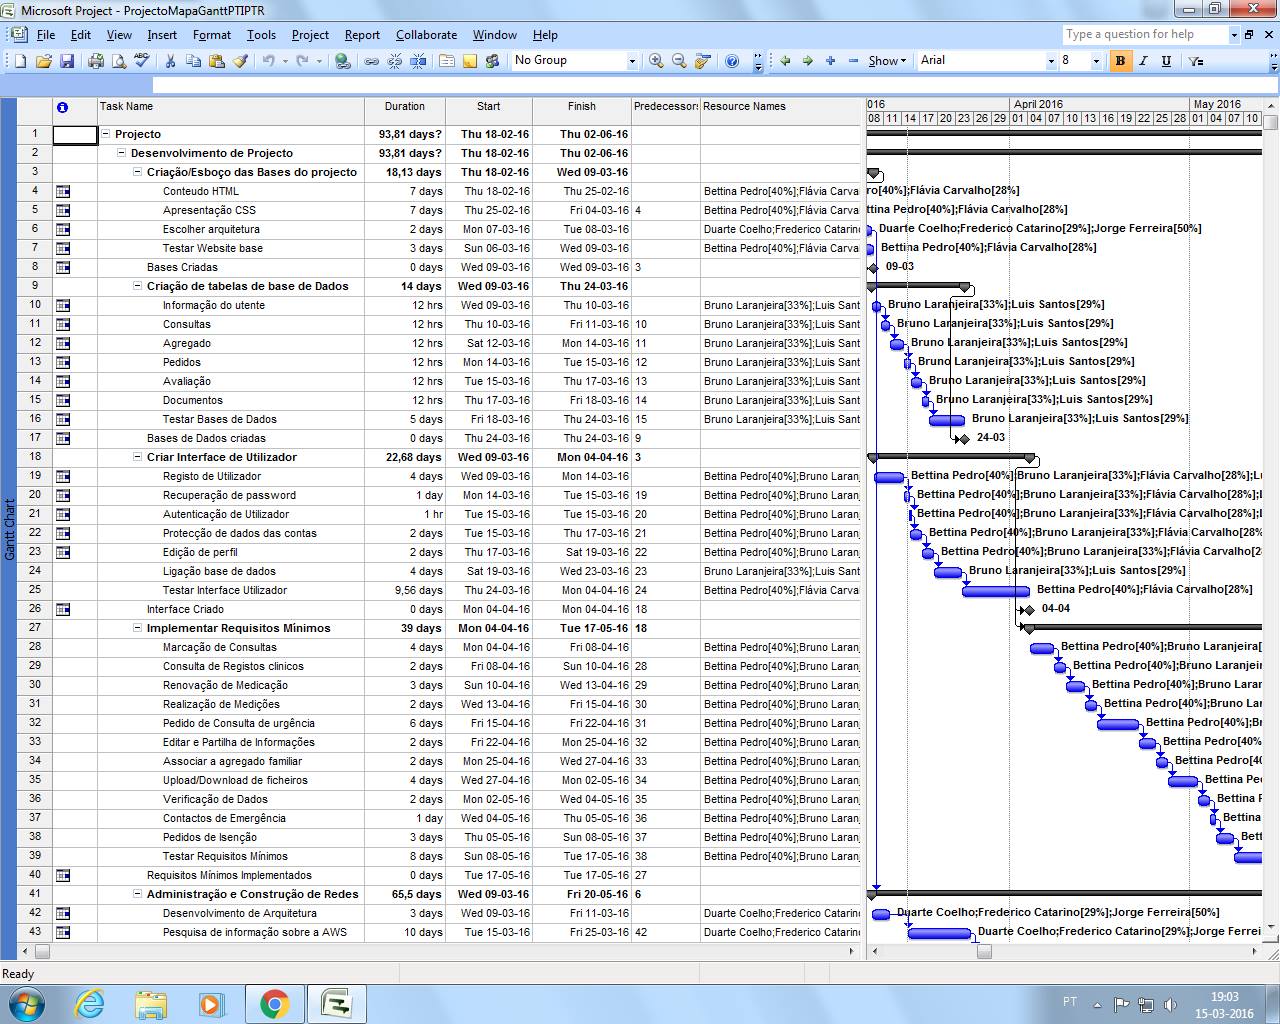 Microsoft Project - ProjectoMapaGanttPTIPTR
File Edit View Insert Format Tools Project Report Collaborate Window Help Type a question for help
No Group Show Arial 8 B I U
Task Name Duration Start Finish Predecessors Resource Names 016 April 2016 May 2016
08 11 14 17 20 23 26 29 01 04 07 10 13 16 19 22 25 28 01 04 07 10
1 Projecto 93,81 days? Thu 18-02-16 Thu 02-06-16
2 Desenvolvimento de Projecto 93,81 days? Thu 18-02-16 Thu 02-06-16
3 Criação/Esboço das Bases do projecto 18,13 days Thu 18-02-16 Wed 09-03-16
4 Conteudo HTML 7 days Thu 18-02-16 Thu 25-02-16 Bettina Pedro[40%];Flávia Carva ro[40%];Flávia Carvalho[28%]
5 Apresentação CSS 7 days Thu 25-02-16 Fri 04-03-16 4 Bettina Pedro[40%];Flávia Carva ttina Pedro[40%];Flávia Carvalho[28%]
6 Escolher arquitetura 2 days Mon 07-03-16 Tue 08-03-16 Duarte Coelho;Frederico Catarino Duarte Coelho;Frederico Catarino[29%];Jorge Ferreira[50%]
7 Testar Website base 3 days Sun 06-03-16 Wed 09-03-16 Bettina Pedro[40%];Flávia Carva Bettina Pedro[40%];Flávia Carvalho[28%]
8 Bases Criadas 0 days Wed 09-03-16 Wed 09-03-16 3 09-03
9 Criação de tabelas de base de Dados 14 days Wed 09-03-16 Thu 24-03-16
10 Informação do utente 12 hrs Wed 09-03-16 Thu 10-03-16 Bruno Laranjeira[33%];Luis Sant Bruno Laranjeira[33%];Luis Santos[29%]
11 Consultas 12 hrs Thu 10-03-16 Fri 11-03-16 10 Bruno Laranjeira[33%];Luis Sant Bruno Laranjeira[33%];Luis Santos[29%]
12 Agregado 12 hrs Sat 12-03-16 Mon 14-03-16 11 Bruno Laranjeira[33%];Luis Sant Bruno Laranjeira[33%];Luis Santos[29%]
13 Pedidos 12 hrs Mon 14-03-16 Tue 15-03-16 12 Bruno Laranjeira[33%];Luis Sant Bruno Laranjeira[33%];Luis Santos[29%]
14 Avaliação 12 hrs Tue 15-03-16 Thu 17-03-16 13 Bruno Laranjeira[33%];Luis Sant Bruno Laranjeira[33%];Luis Santos[29%]
15 Documentos 12 hrs Thu 17-03-16 Fri 18-03-16 14 Bruno Laranjeira[33%];Luis Sant Bruno Laranjeira[33%];Luis Santos[29%]
16 Testar Bases de Dados 5 days Fri 18-03-16 Thu 24-03-16 15 Bruno Laranjeira[33%];Luis Sant Bruno Laranjeira[33%];Luis Santos[29%]
17 Bases de Dados criadas 0 days Thu 24-03-16 Thu 24-03-16 9 24-03
18 Criar Interface de Utilizador 22,68 days Wed 09-03-16 Mon 04-04-16 3
19 Registo de Utilizador 4 days Wed 09-03-16 Mon 14-03-16 Bettina Pedro[40%];Bruno Laranj Bettina Pedro[40%];Bruno Laranjeira[33%];Flávia Carvalho[28%];Lu
20 Recuperação de password 1 day Mon 14-03-16 Tue 15-03-16 19 Bettina Pedro[40%];Bruno Laranj Bettina Pedro[40%];Bruno Laranjeira[33%];Flávia Carvalho[28%];L
21 Autenticação de Utilizador 1 hr Tue 15-03-16 Tue 15-03-16 20 Bettina Pedro[40%];Bruno Laranj Bettina Pedro[40%];Bruno Laranjeira[33%];Flávia Carvalho[28%];L
22 Protecção de dados das contas 2 days Tue 15-03-16 Thu 17-03-16 21 Bettina Pedro[40%];Bruno Laranj Bettina Pedro[40%];Bruno Laranjeira[33%];Flávia Carvalho[28%
23 Edição de perfil 2 days Thu 17-03-16 Sat 19-03-16 22 Bettina Pedro[40%];Bruno Laranj Bettina Pedro[40%];Bruno Laranjeira[33%];Flávia Carvalho[2
24 Ligação base de dados 4 days Sat 19-03-16 Wed 23-03-16 23 Bruno Laranjeira[33%];Luis Sant Bruno Laranjeira[33%];Luis Santos[29%]
25 Testar Interface Utilizador 9,56 days Thu 24-03-16 Mon 04-04-16 24 Bettina Pedro[40%];Flávia Carva Bettina Pedro[40%];Flávia Carvalho[28%]
26 Interface Criado 0 days Mon 04-04-16 Mon 04-04-16 18 04-04
27 Implementar Requisitos Mínimos 39 days Mon 04-04-16 Tue 17-05-16 18
28 Marcação de Consultas 4 days Mon 04-04-16 Fri 08-04-16 Bettina Pedro[40%];Bruno Laranj Bettina Pedro[40%];Bruno Laranjeira[
29 Consulta de Registos clinicos 2 days Fri 08-04-16 Sun 10-04-16 28 Bettina Pedro[40%];Bruno Laranj Bettina Pedro[40%];Bruno Laranjei
30 Renovação de Medicação 3 days Sun 10-04-16 Wed 13-04-16 29 Bettina Pedro[40%];Bruno Laranj Bettina Pedro[40%];Bruno Laran
31 Realização de Medições 2 days Wed 13-04-16 Fri 15-04-16 30 Bettina Pedro[40%];Bruno Laranj Bettina Pedro[40%];Bruno La
32 Pedido de Consulta de urgência 6 days Fri 15-04-16 Fri 22-04-16 31 Bettina Pedro[40%];Bruno Laranj Bettina Pedro[40%];B
33 Editar e Partilha de Informações 2 days Fri 22-04-16 Mon 25-04-16 32 Bettina Pedro[40%];Bruno Laranj Bettina Pedro[40%
34 Associar a agregado familiar 2 days Mon 25-04-16 Wed 27-04-16 33 Bettina Pedro[40%];Bruno Laranj Bettina Pedro[4
35 Upload/Download de ficheiros 4 days Wed 27-04-16 Mon 02-05-16 34 Bettina Pedro[40%];Bruno Laranj Bettina Pe
36 Verificação de Dados 2 days Mon 02-05-16 Wed 04-05-16 35 Bettina Pedro[40%];Bruno Laranj Bettina
37 Contactos de Emergência 1 day Wed 04-05-16 Thu 05-05-16 36 Bettina Pedro[40%];Bruno Laranj Bettina
38 Pedidos de Isenção 3 days Thu 05-05-16 Sun 08-05-16 37 Bettina Pedro[40%];Bruno Laranj Bett
39 Testar Requisitos Mínimos 8 days Sun 08-05-16 Tue 17-05-16 38 Bettina Pedro[40%];Bruno Laranj
40 Requisitos Mínimos Implementados 0 days Tue 17-05-16 Tue 17-05-16 27
41 Administração e Construção de Redes 65,5 days Wed 09-03-16 Fri 20-05-16 6
42 Desenvolvimento de Arquitetura 3 days Wed 09-03-16 Fri 11-03-16 Duarte Coelho;Frederico Catarino Duarte Coelho;Frederico Catarino[29%];Jorge Ferreira[50%]
43 Pesquisa de informação sobre a AWS 10 days Tue 15-03-16 Fri 25-03-16 42 Duarte Coelho;Frederico Catarino Duarte Coelho;Frederico Catarino[29%];Jorge Ferrei
Gantt Chart
Ready
PT 19:03
15-03-2016